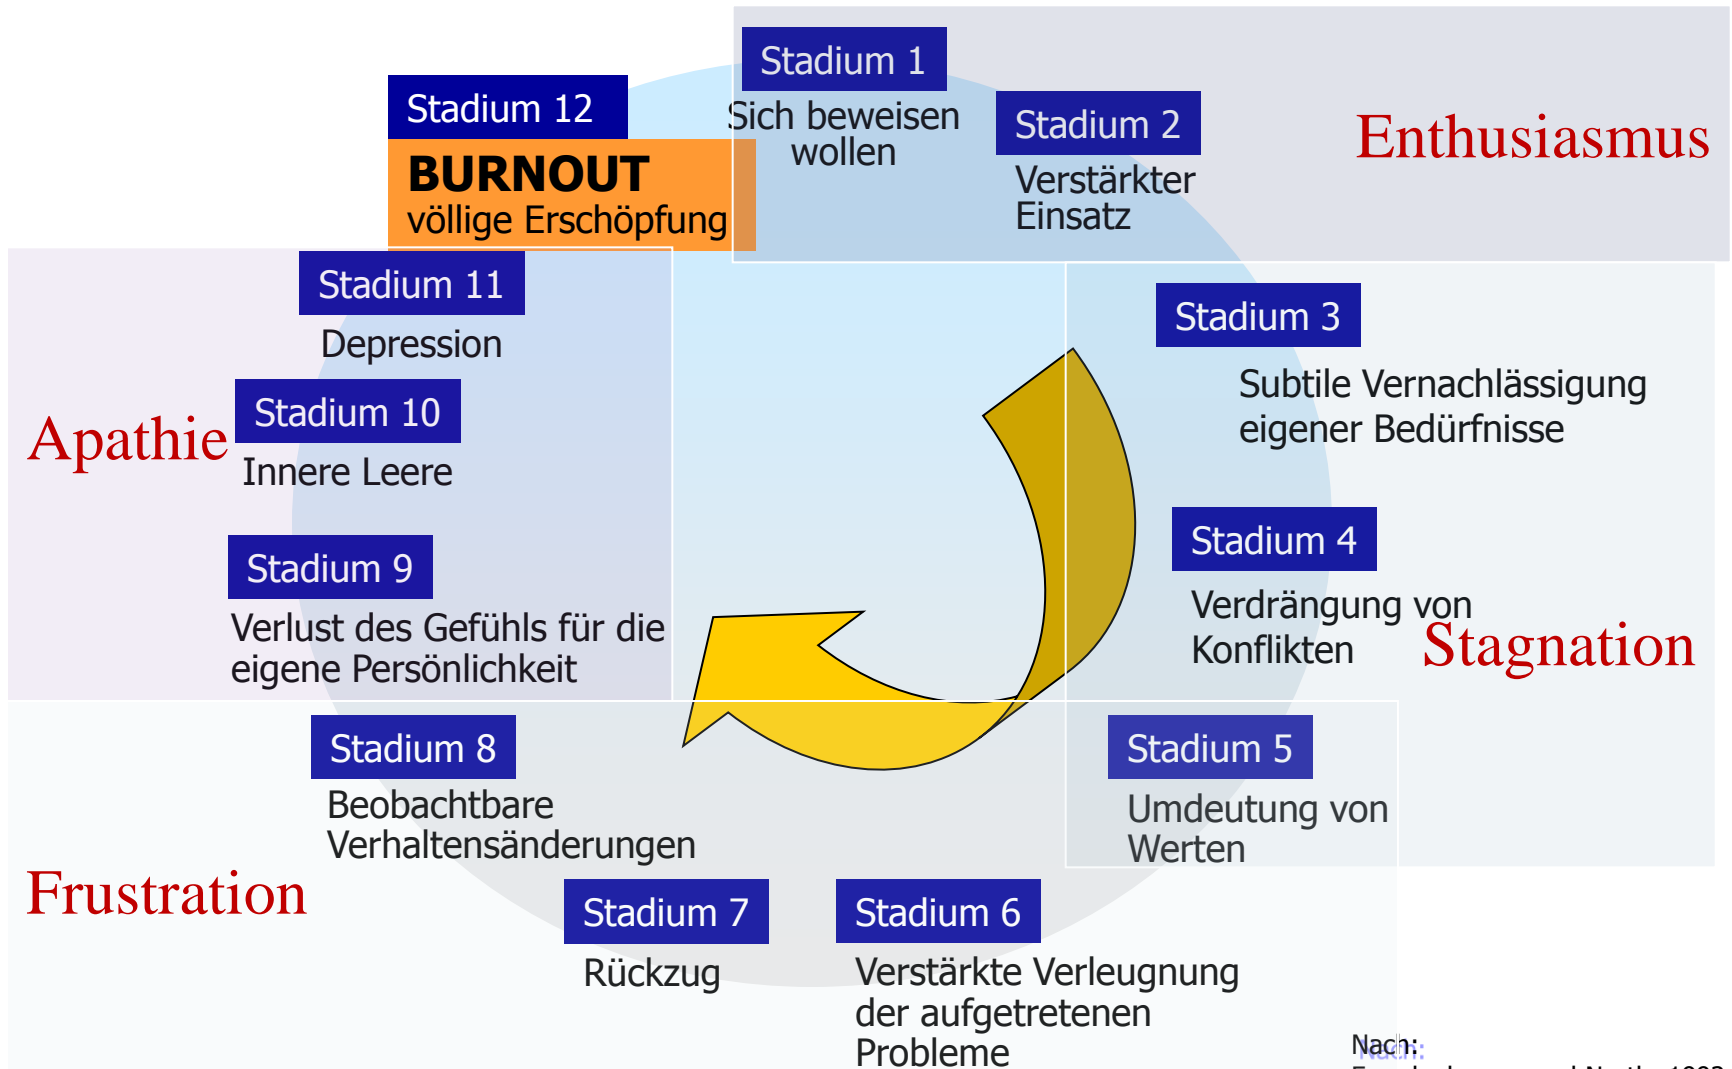 Stadium 1
Sich beweisen
wollen
Stadium 2
Verstärkter
Einsatz
Enthusiasmus
Stadium 3
Subtile Vernachlässigung
eigener Bedürfnisse
Stadium 4
Verdrängung von
Konflikten
Stagnation
Stadium 5
Umdeutung von
Werten
Stadium 6
Verstärkte Verleugnung
der aufgetretenen
Probleme
Stadium 7
Rückzug
Stadium 8
Beobachtbare
Verhaltensänderungen
Frustration
Stadium 9
Verlust des Gefühls für die
eigene Persönlichkeit
Stadium 10
Innere Leere
Apathie
Stadium 11
Depression
Stadium 12
BURNOUT
völlige Erschöpfung
Nach: